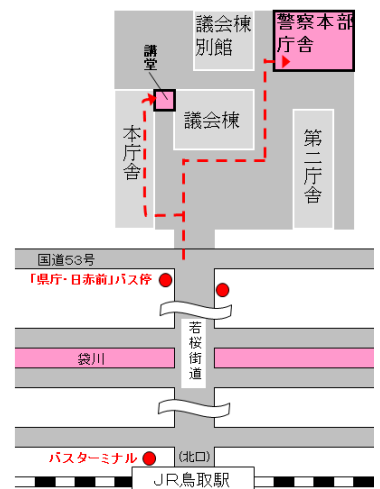 議会棟
別館
警察本部
庁舎
講堂
議会棟
本庁舎
第二庁舎
国道53号
「県庁・日赤前」バス停
若桜街道
袋川
バスターミナル
(北口)
JR鳥取駅